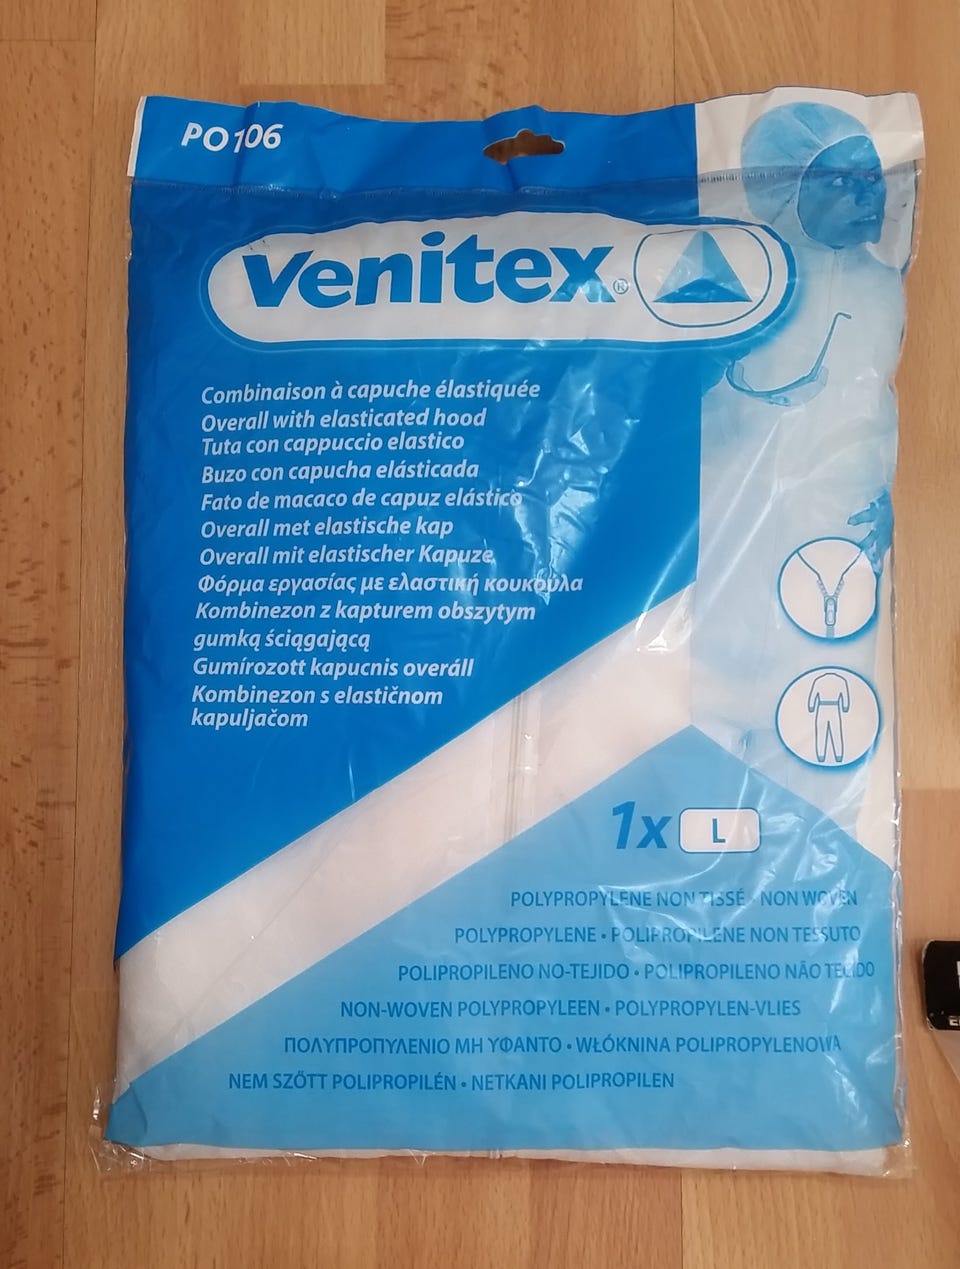 PO106
Venitex®
Combinaison à capuche élastiquée
Overall with elasticated hood
Tuta con cappuccio elastico
Buzo con capucha elásticada
Fato de macaco de capuz elástico
Overall met elastische kap
Overall mit elastischer Kapuze
Φόρμα εργασίας με ελαστική κουκούλα
Kombinezon z kapturem obszytym
gumką ściągającą
Gumírozott kapucnis overáll
Kombinezon s elastičnom
kapuljačom
1x L
POLYPROPYLENE NON TISSÉ • NON WOVEN
POLYPROPYLENE • POLIPROPILENE NON TESSUTO
POLIPROPILENO NO-TEJIDO • POLIPROPILENO NÃO TECIDO
NON-WOVEN POLYPROPYLEEN • POLYPROPYLEN-VLIES
ΠΟΛΥΠΡΟΠΥΛΕΝΙΟ ΜΗ ΥΦΑΝΤΟ • WŁÓKNINA POLIPROPYLENOWA
NEM SZŐTT POLIPROPILÉN • NETKANI POLIPROPILEN